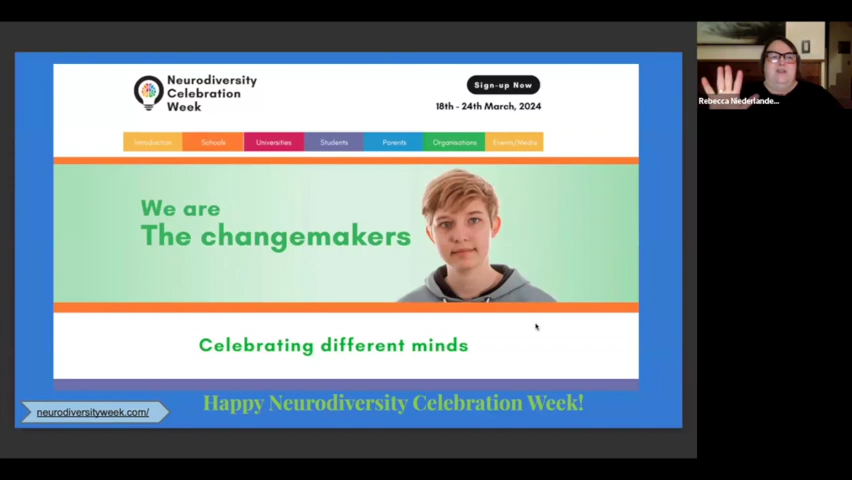 Neurodiversity
Celebration
Week
Sign-up Now
18th - 24th March, 2024
Introduction
Schools
Universities
Students
Parents
Organisations
Events/Media
We are
The changemakers
Celebrating different minds
neurodiversityweek.com/
Happy Neurodiversity Celebration Week!
Rebecca Niederlande...